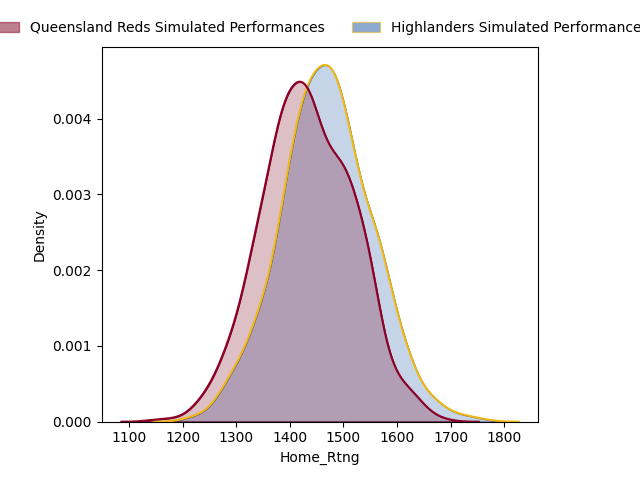 Queensland Reds Simulated Performances Highlanders Simulated Performance
0.004
0.003
0.002
0.001
0.000
Density
1100 1200 1300 1400 1500 1600 1700 1800
Home_Rtng